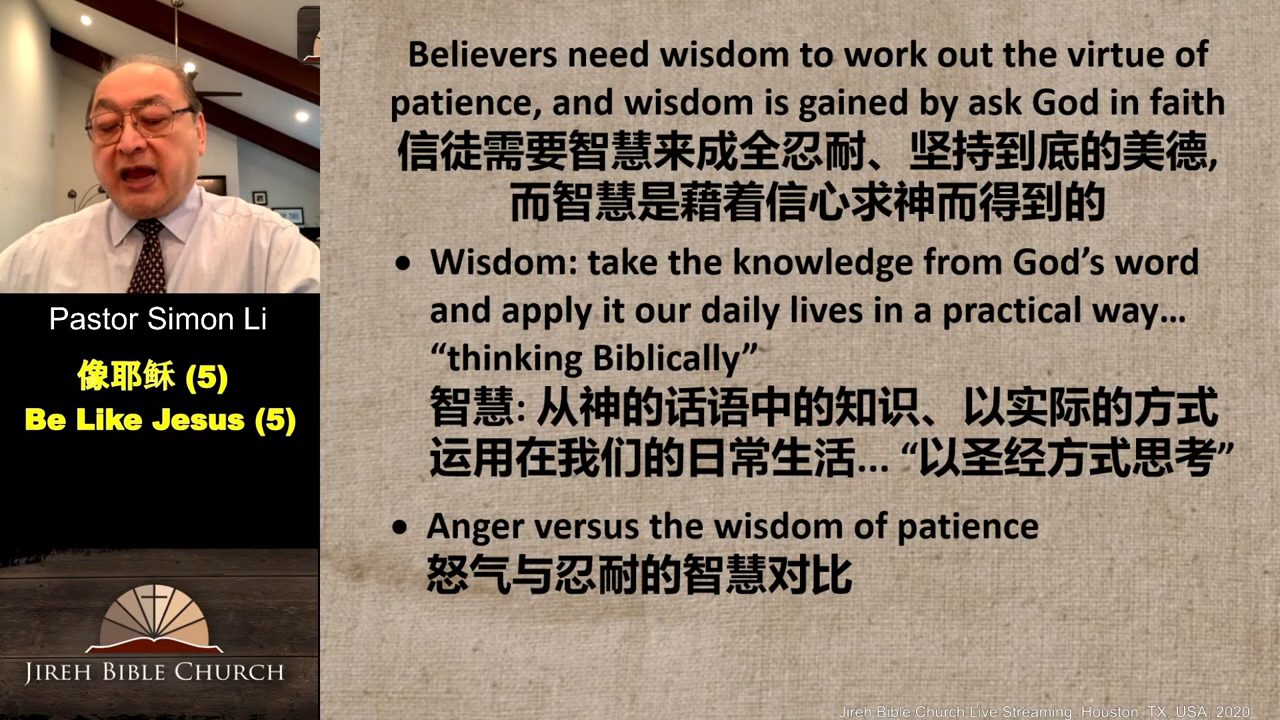 Believers need wisdom to work out the virtue of
patience, and wisdom is gained by ask God in faith
信徒需要智慧来成全忍耐、坚持到底的美德,
而智慧是藉着信心求神而得到的
• Wisdom: take the knowledge from God’s word
and apply it our daily lives in a practical way…
“thinking Biblically”
智慧: 从神的话语中的知识、以实际的方式
运用在我们的日常生活... “以圣经方式思考”
• Anger versus the wisdom of patience
怒气与忍耐的智慧对比
Pastor Simon Li
像耶稣 (5)
Be Like Jesus (5)
JIREH BIBLE CHURCH
Jireh Bible Church Live Streaming, Houston, TX, USA, 2020